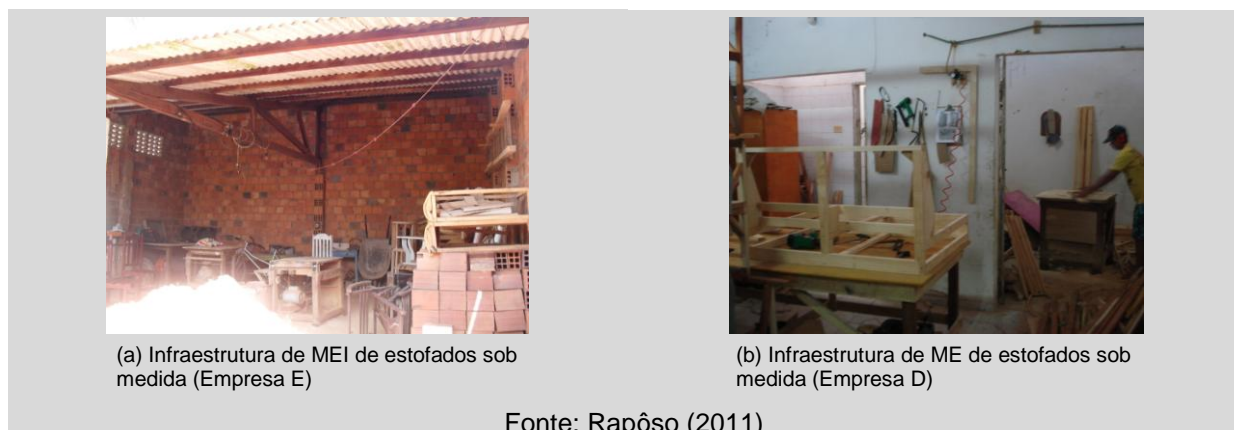 (a) Infraestrutura de MEI de estofados sob
medida (Empresa E)
(b) Infraestrutura de ME de estofados sob
medida (Empresa D)
Fonte: Rapôso (2011)